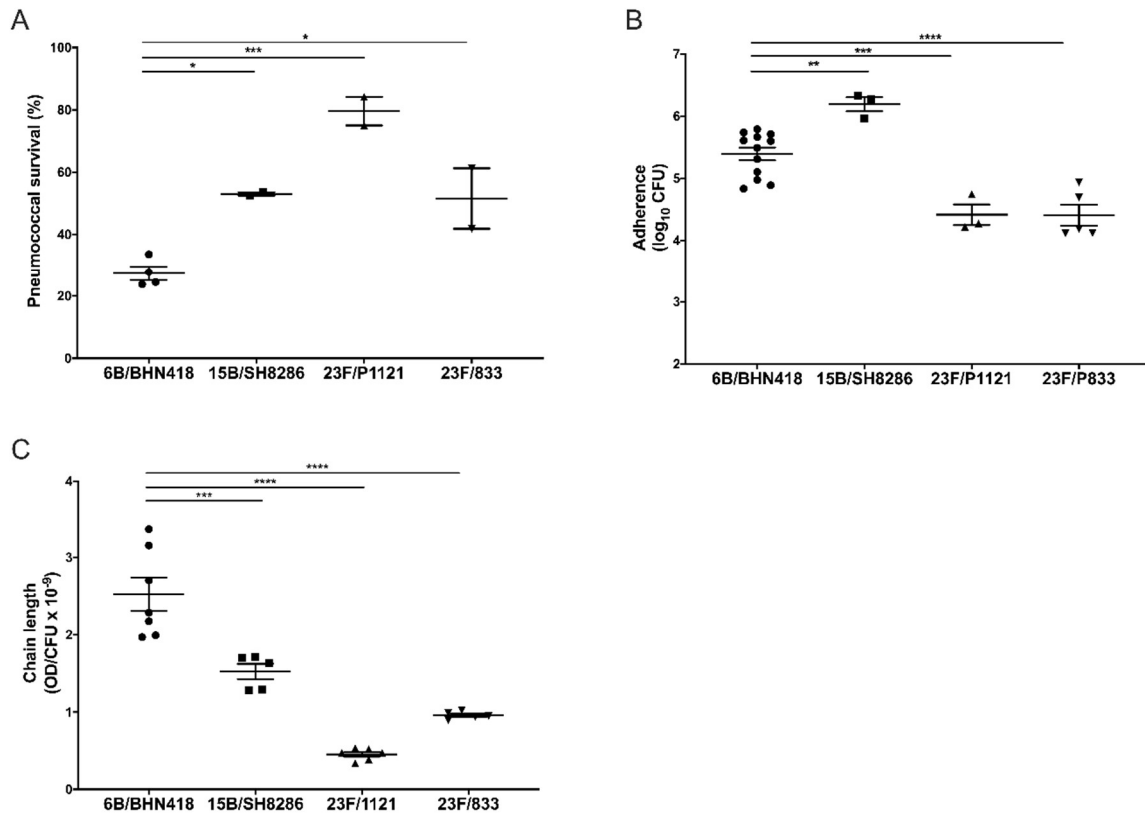 A
*
***
*
Pneumococcal survival (%)
100
80
60
40
20
0
6B/BHN418 15B/SH8286 23F/P1121 23F/833
B
****
***
**
Adherence
(log10 CFU)
7
6
5
4
3
2
6B/BHN418 15B/SH8286 23F/P1121 23F/P833
C
****
****
***
Chain length
(OD/CFU x 10-9)
4
3
2
1
0
6B/BHN418 15B/SH8286 23F/1121 23F/833